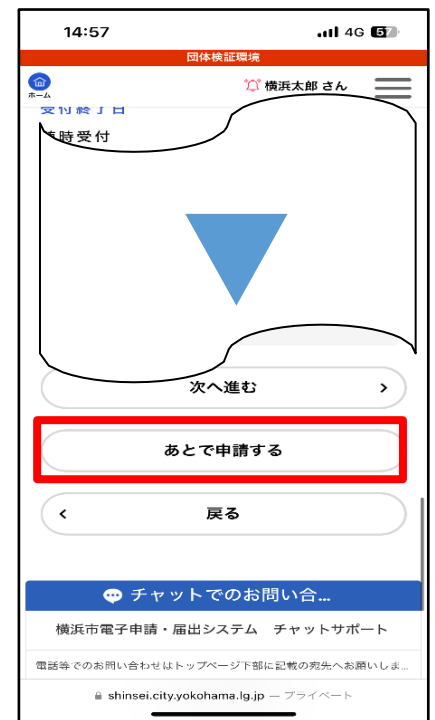 14:57 4G 57
団体検証環境
ホーム 横浜太郎 さん
受付終了日
時受付
次へ進む >
あとで申請する
< 戻る
チャットでのお問い合...
横浜市電子申請・届出システム チャットサポート
電話等でのお問い合わせはトップページ下部に記載の宛先へお願いしま...
shinsei.city.yokohama.lg.jp — プライベート